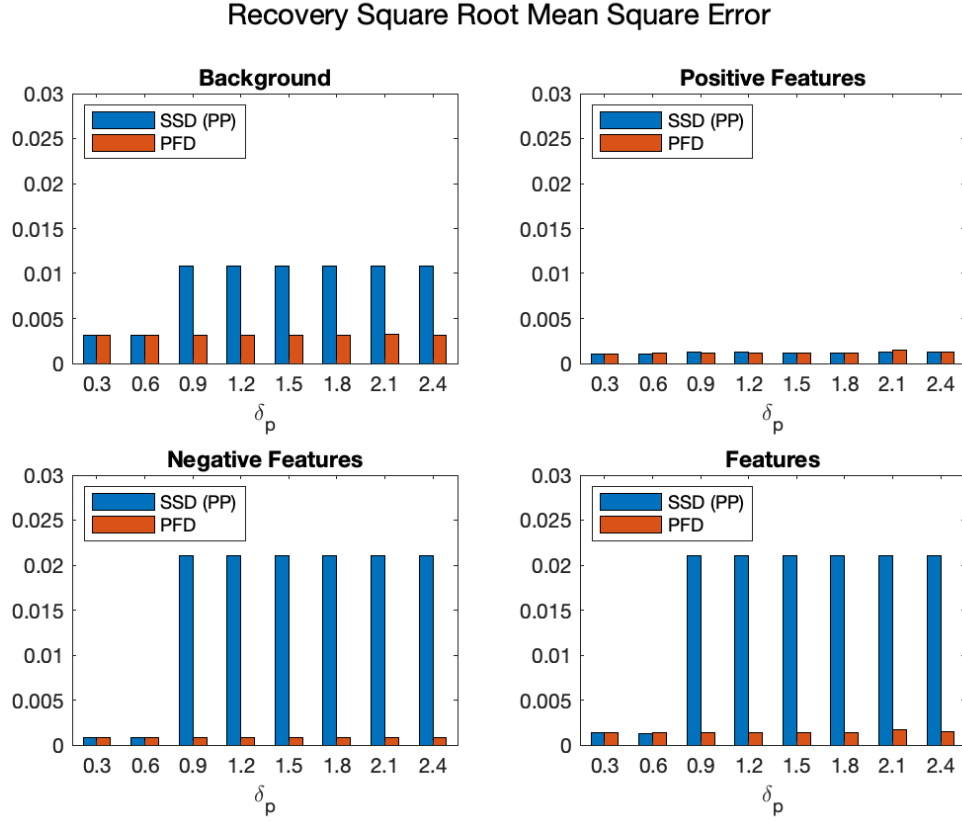 Recovery Square Root Mean Square Error
Background
0.03
0.025
0.02
0.015
0.01
0.005
0
SSD (PP)
PFD
0.3 0.6 0.9 1.2 1.5 1.8 2.1 2.4
δp
Positive Features
0.03
0.025
0.02
0.015
0.01
0.005
0
SSD (PP)
PFD
0.3 0.6 0.9 1.2 1.5 1.8 2.1 2.4
δp
Negative Features
0.03
0.025
0.02
0.015
0.01
0.005
0
SSD (PP)
PFD
0.3 0.6 0.9 1.2 1.5 1.8 2.1 2.4
δp
Features
0.03
0.025
0.02
0.015
0.01
0.005
0
SSD (PP)
PFD
0.3 0.6 0.9 1.2 1.5 1.8 2.1 2.4
δp